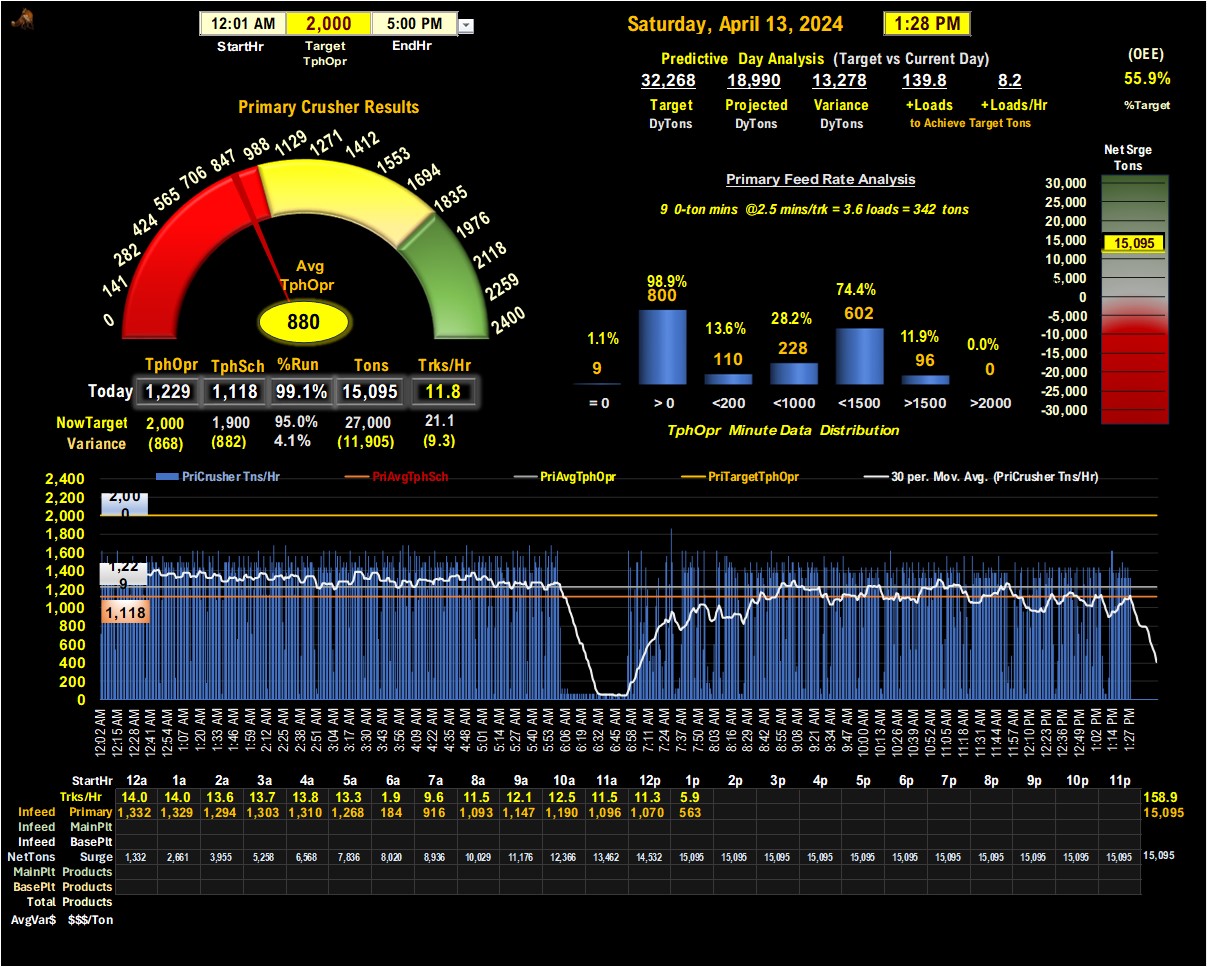 12:01 AM 2,000 5:00 PM
StartHr Target TphOpr EndHr
Saturday, April 13, 2024 1:28 PM
Predictive Day Analysis (Target vs Current Day)
32,268 18,990 13,278 139.8 8.2
Target Projected Variance +Loads +Loads/Hr
DyTons DyTons DyTons to Achieve Target Tons
(OEE)
55.9%
%Target
Primary Crusher Results
0 141 282 424 565 706 847 988 1129 1271 1412 1553 1694 1835 1976 2118 2259 2400
Avg
TphOpr
880
TphOpr TphSch %Run Tons Trks/Hr
Today 1,229 1,118 99.1% 15,095 11.8
NowTarget 2,000 1,900 95.0% 27,000 21.1
Variance (868) (882) 4.1% (11,905) (9.3)
Primary Feed Rate Analysis
9 0-ton mins @2.5 mins/trk = 3.6 loads = 342 tons
1.1% 98.9% 13.6% 28.2% 74.4% 11.9% 0.0%
9 800 110 228 602 96 0
= 0 > 0 <200 <1000 <1500 >1500 >2000
TphOpr Minute Data Distribution
Net Srge
Tons
30,000
25,000
20,000
15,000 15,095
10,000
5,000
0
-5,000
-10,000
-15,000
-20,000
-25,000
-30,000
PriCrusher Tns/Hr PriAvgTphSch PriAvgTphOpr PriTargetTphOpr 30 per. Mov. Avg. (PriCrusher Tns/Hr)
2,400
2,200
2,000
1,800
1,600
1,400
1,200
1,000
800
600
400
200
0
2,000
1,229
1,118
12:02 AM 12:15 AM 12:28 AM 12:41 AM 12:54 AM 1:07 AM 1:20 AM 1:33 AM 1:46 AM 1:59 AM 2:12 AM 2:25 AM 2:38 AM 2:51 AM 3:04 AM 3:17 AM 3:30 AM 3:43 AM 3:56 AM 4:09 AM 4:22 AM 4:35 AM 4:48 AM 5:01 AM 5:14 AM 5:27 AM 5:40 AM 5:53 AM 6:06 AM 6:19 AM 6:32 AM 6:45 AM 6:58 AM 7:11 AM 7:24 AM 7:37 AM 7:50 AM 8:03 AM 8:16 AM 8:29 AM 8:42 AM 8:55 AM 9:08 AM 9:21 AM 9:34 AM 9:47 AM 10:00 AM 10:13 AM 10:26 AM 10:39 AM 10:52 AM 11:05 AM 11:18 AM 11:31 AM 11:44 AM 11:57 AM 12:10 PM 12:23 PM 12:36 PM 12:49 PM 1:02 PM 1:14 PM 1:27 PM
StartHr 12a 1a 2a 3a 4a 5a 6a 7a 8a 9a 10a 11a 12p 1p 2p 3p 4p 5p 6p 7p 8p 9p 10p 11p
Trks/Hr 14.0 14.0 13.6 13.7 13.8 13.3 1.9 9.6 11.5 12.1 12.5 11.5 11.3 5.9 158.9
Infeed Primary 1,332 1,329 1,294 1,303 1,310 1,268 184 916 1,093 1,147 1,190 1,096 1,070 563 15,095
Infeed MainPlt
Infeed BasePlt
NetTons Surge 1,332 2,661 3,955 5,258 6,568 7,836 8,020 8,936 10,029 11,176 12,366 13,462 14,532 15,095 15,095 15,095 15,095 15,095 15,095 15,095 15,095 15,095 15,095 15,095 15,095
MainPlt Products
BasePlt Products
Total Products
AvgVar$ $$$/Ton